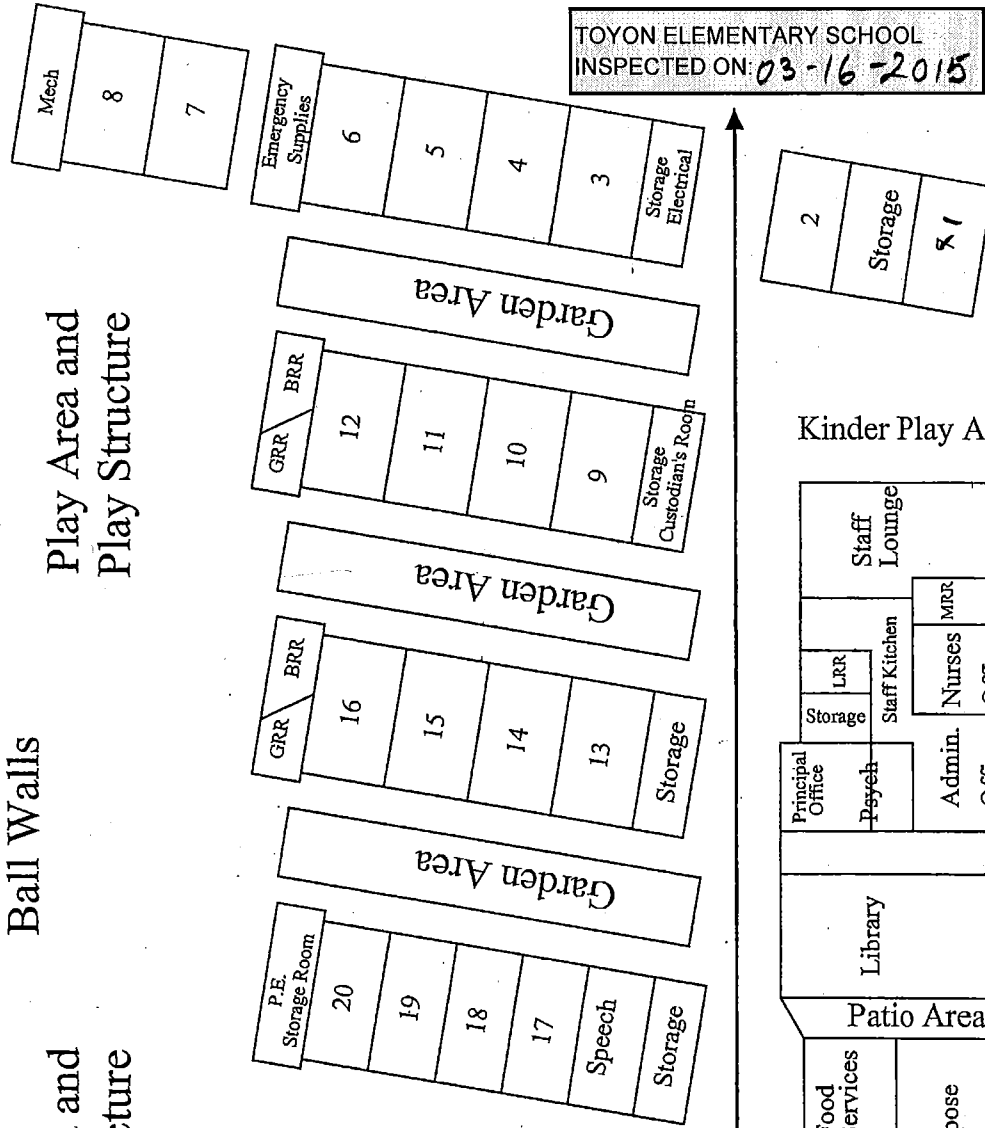 TOYON ELEMENTARY SCHOOL
INSPECTED ON: 03-16-2015
Mech
8
7
Emergency
Supplies
6
5
4
3
Storage
Electrical
Garden Area
2
Storage
Play Area and
Play Structure
GRR
BRR
12
11
10
9
Storage
Custodian's Room
Garden Area
Kinder Play A
Staff
Lounge
MRR
LRR
Staff Kitchen
Nurses
Storage
Principal
Office
Psych
Admin.
GRR
BRR
16
15
14
13
Storage
Garden Area
Ball Walls
Library
Patio Area
P.E.
Storage Room
20
19
18
17
Speech
Storage
and
cture
ood
ervices
pose